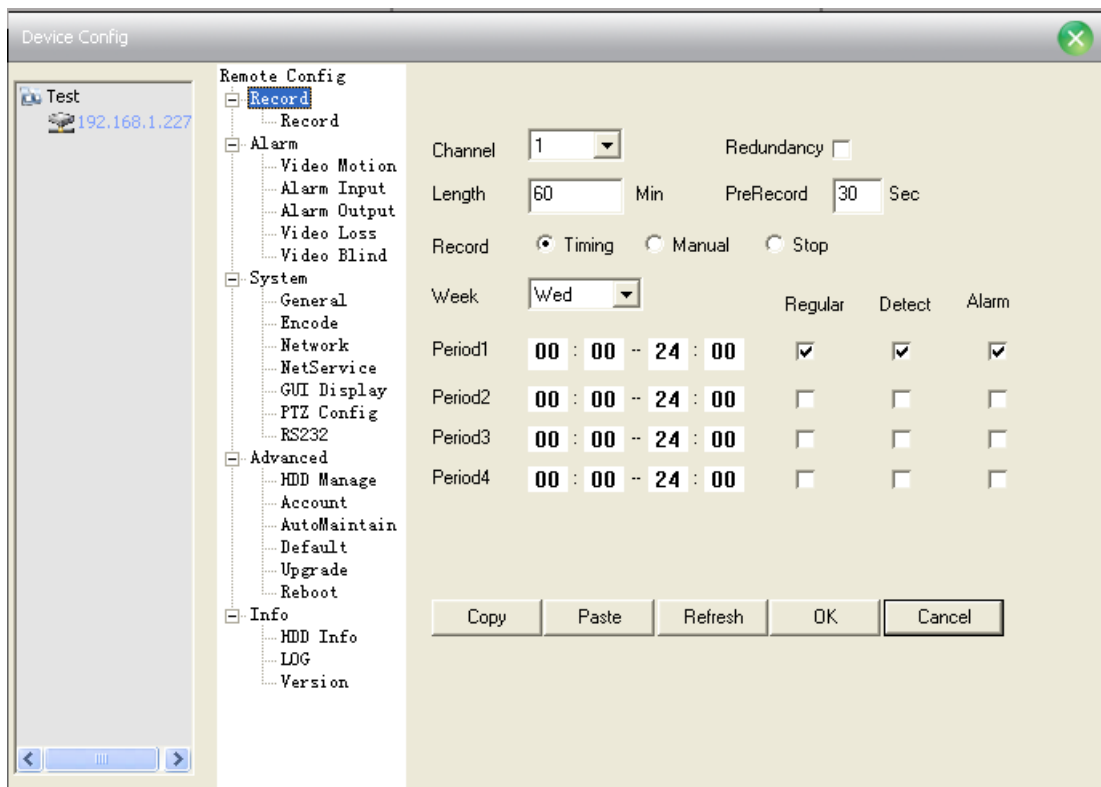 Device Config
Test
192.168.1.227
Remote Config
Record
Record
Alarm
Video Motion
Alarm Input
Alarm Output
Video Loss
Video Blind
System
General
Encode
Network
NetService
GUI Display
PTZ Config
RS232
Advanced
HDD Manage
Account
AutoMaintain
Default
Upgrade
Reboot
Info
HDD Info
LOG
Version
Channel 1 Redundancy
Length 60 Min PreRecord 30 Sec
Record Timing Manual Stop
Week Wed Regular Detect Alarm
Period1 00 : 00 -- 24 : 00
Period2 00 : 00 -- 24 : 00
Period3 00 : 00 -- 24 : 00
Period4 00 : 00 -- 24 : 00
Copy Paste Refresh OK Cancel